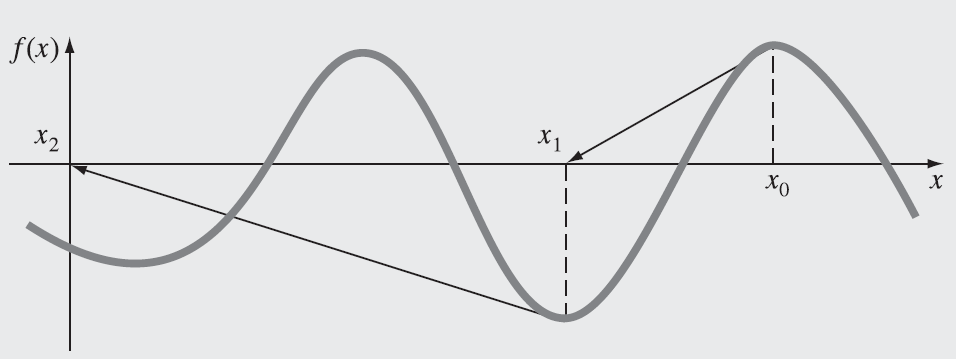 f(x)
x₂
x₁
x₀
x